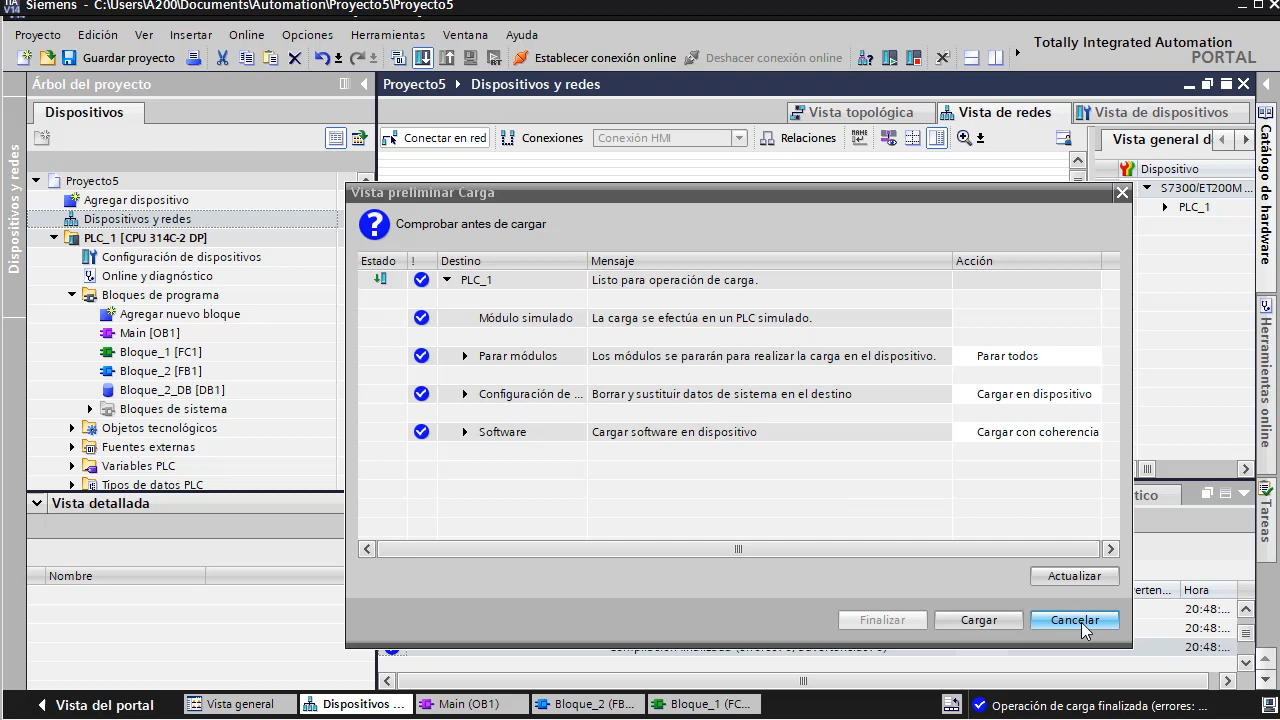 Siemens - C:\Users\A200\Documents\Automation\Proyecto5\Proyecto5
Proyecto Edición Ver Insertar Online Opciones Herramientas Ventana Ayuda
Guardar proyecto Establecer conexión online Deshacer conexión online
Totally Integrated Automation
PORTAL
Árbol del proyecto
Proyecto5 Dispositivos y redes
Dispositivos
Vista topológica Vista de redes Vista de dispositivos
Conectar en red Conexiones Conexión HMI Relaciones
Vista general d
Dispositivo
S7300/ET200M ...
PLC_1
Dispositivos y redes
Proyecto5
Agregar dispositivo
Dispositivos y redes
PLC_1 [CPU 314C-2 DP]
Configuración de dispositivos
Online y diagnóstico
Bloques de programa
Agregar nuevo bloque
Main [OB1]
Bloque_1 [FC1]
Bloque_2 [FB1]
Bloque_2_DB [DB1]
Bloques de sistema
Objetos tecnológicos
Fuentes externas
Variables PLC
Tipos de datos PLC
Vista detallada
Nombre
Vista preliminar Carga
Comprobar antes de cargar
Estado ! Destino Mensaje Acción
PLC_1 Listo para operación de carga.
Módulo simulado La carga se efectúa en un PLC simulado.
Parar módulos Los módulos se pararán para realizar la carga en el dispositivo. Parar todos
Configuración de ... Borrar y sustituir datos de sistema en el destino Cargar en dispositivo
Software Cargar software en dispositivo Cargar con coherencia
Actualizar
Finalizar Cargar Cancelar
Catálogo de hardware
Herramientas online
Tareas
tico
verten... Hora
20:48:...
20:48:...
20:48:...
Vista del portal
Vista general
Dispositivos ...
Main (OB1)
Bloque_2 (FB...
Bloque_1 (FC...
Operación de carga finalizada (errores: ...